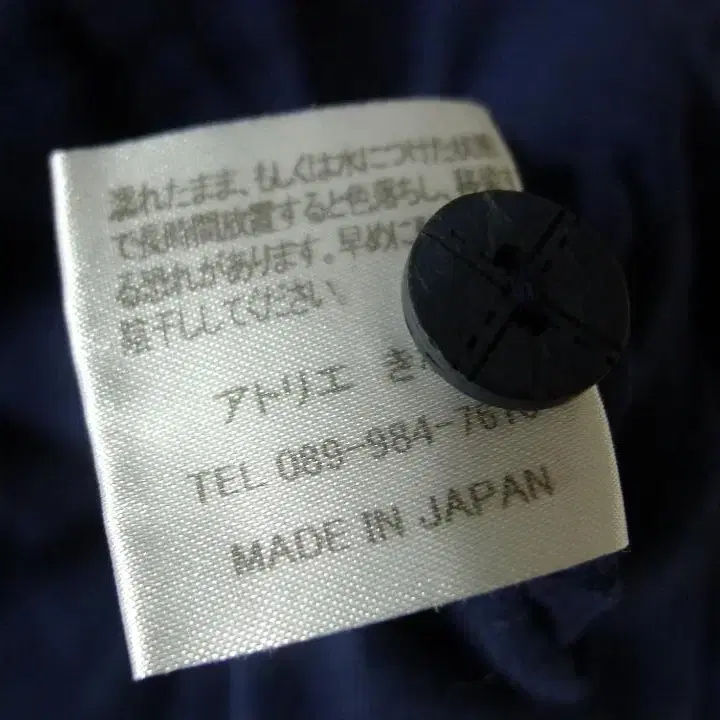 濡れたまま、もしくは水につけた状態
で長時間放置すると色落ちし、移染す
る恐れがあります。早めに
陰干ししてください
アトリエ き
TEL 089-984-76
MADE IN JAPAN